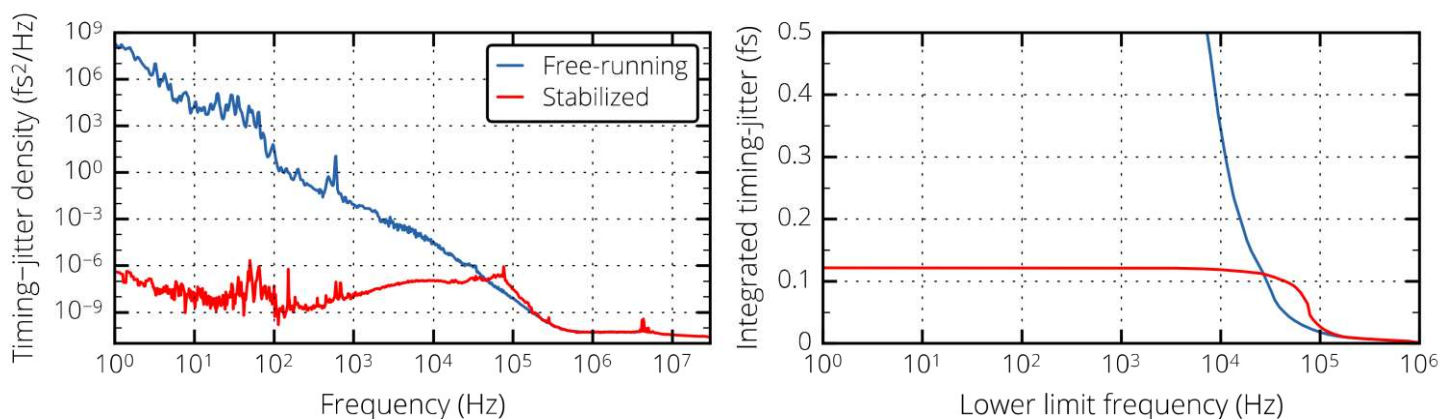 Timing-jitter density (fs²/Hz)
10⁹
10⁶
10³
10⁰
10⁻³
10⁻⁶
10⁻⁹
Free-running
Stabilized
10⁰ 10¹ 10² 10³ 10⁴ 10⁵ 10⁶ 10⁷
Frequency (Hz)
Integrated timing-jitter (fs)
0.5
0.4
0.3
0.2
0.1
0
10⁰ 10¹ 10² 10³ 10⁴ 10⁵ 10⁶
Lower limit frequency (Hz)